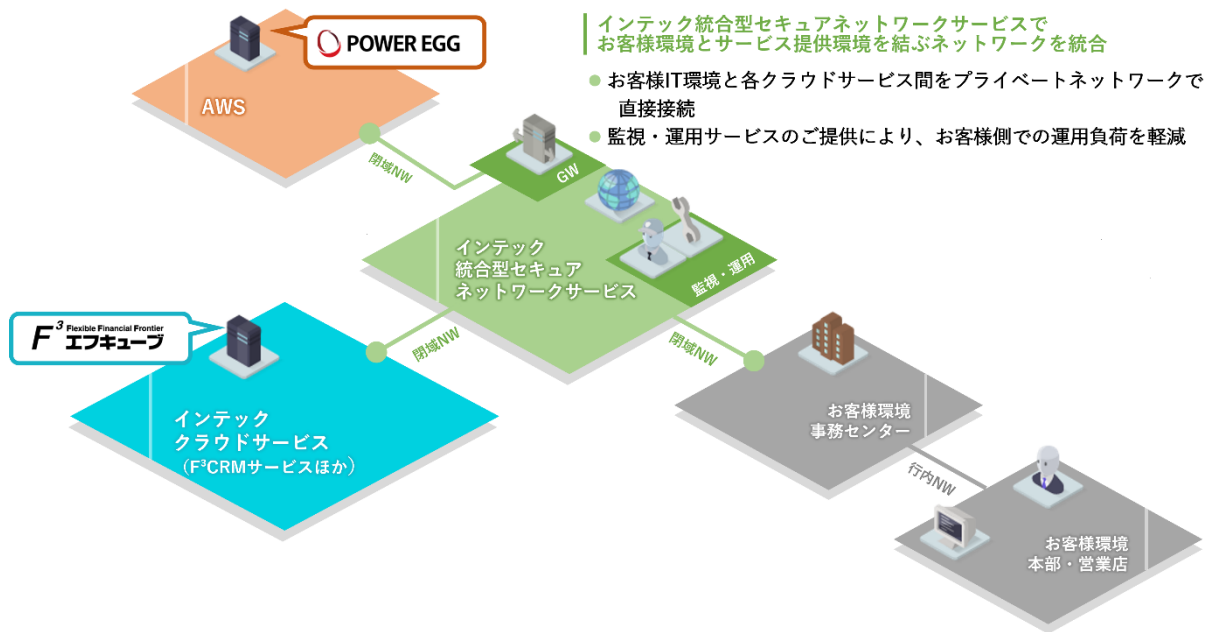 インテック統合型セキュアネットワークサービスで
お客様環境とサービス提供環境を結ぶネットワークを統合
お客様IT環境と各クラウドサービス間をプライベートネットワークで
直接接続
監視・運用サービスのご提供により、お客様側での運用負荷を軽減
POWER EGG
AWS
閉域NW
GW
インテック
統合型セキュア
ネットワークサービス
監視・運用
F³ Flexible Financial Frontier
エフキューブ
閉域NW
閉域NW
インテック
クラウドサービス
（F³CRMサービスほか）
お客様環境
事務センター
行内NW
お客様環境
本部・営業店